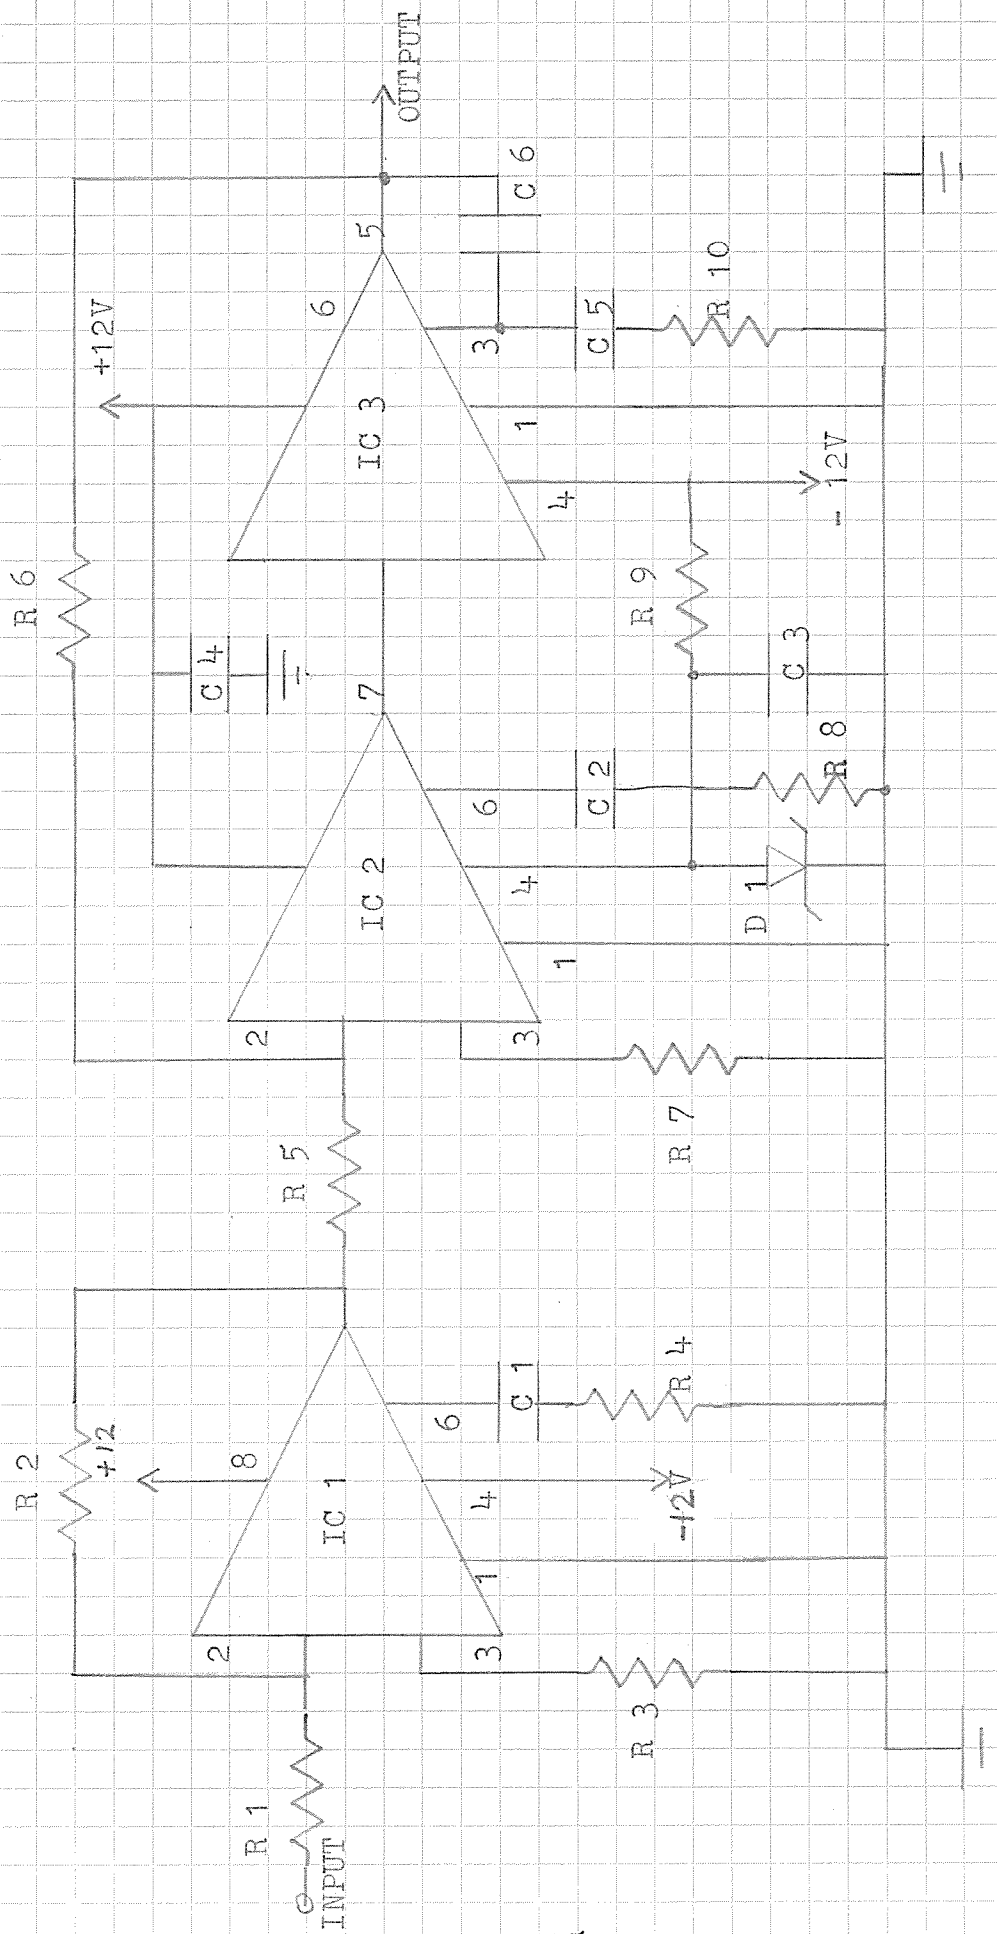 INPUT
R 1
2
3
R 3
R 2
+12
8
IC 1
1
4
-12V
6
C 1
R 4
R 5
2
3
R 7
IC 2
1
4
D 1
6
C 2
R 8
7
C 4
R 6
C 3
R 9
IC 3
4
- 12V
1
+12V
6
3
C 5
R 10
5
C 6
OUTPUT